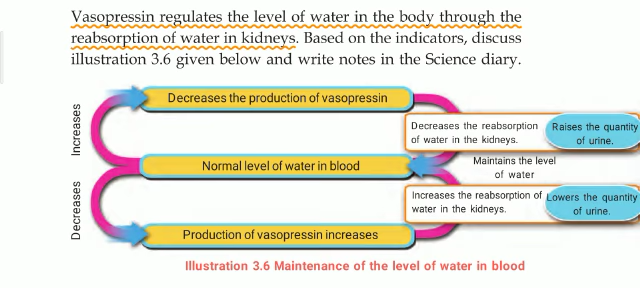 Vasopressin regulates the level of water in the body through the
reabsorption of water in kidneys. Based on the indicators, discuss
illustration 3.6 given below and write notes in the Science diary.
Increases
Decreases the production of vasopressin
Decreases the reabsorption
of water in the kidneys.
Raises the quantity
of urine.
Normal level of water in blood
Maintains the level
of water
Decreases
Increases the reabsorption of
water in the kidneys.
Lowers the quantity
of urine.
Production of vasopressin increases
Illustration 3.6 Maintenance of the level of water in blood